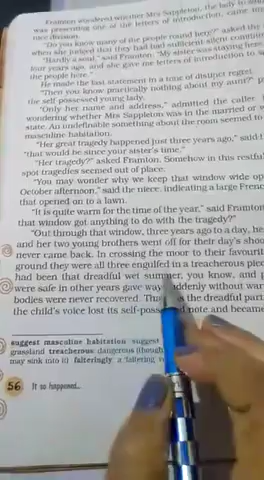 Framton wondered whether Mrs Sappleton, the lady to
was presenting one of the letters of introduction, came
nice division.
"Do you know many of the people round here?" asked the
when she judged that they had had sufficient silent
"Hardly a soul," said Framton. "My sister was staying here
four years ago, and she gave me letters of introduction to
the people here."
He made the last statement in a tone of distinct regret.
"Then you know practically nothing about my aunt?"
the self-possessed young lady.
"Only her name and address," admitted the caller
wondering whether Mrs Sappleton was in the married or
state. An undefinable something about the room seemed to
masculine habitation.
"Her great tragedy happened just three years ago," said
"that would be since your sister's time."
"Her tragedy?" asked Framton. Somehow in this restful
spot tragedies seemed out of place.
"You may wonder why we keep that window wide
October afternoon," said the niece, indicating a large
that opened on to a lawn.
"It is quite warm for the time of the year," said Framton
that window got anything to do with the tragedy?"
"Out through that window, three years ago to a day,
and her two young brothers went off for their day's
never came back. In crossing the moor to their
ground they were all three engulfed in a treacherous
had been that dreadful wet summer, you know, and
were safe in other years gave way suddenly without
bodies were never recovered. the dreadful
the child's voice lost its note and
suggest masculine habitation suggest
grassland treacherous: dangerous
may sink into it) falteringly a faltering
56 It so happened...